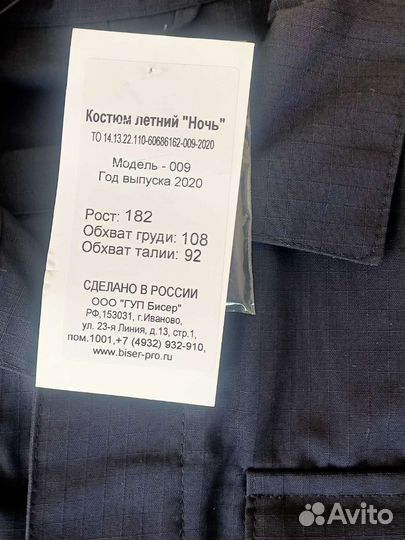 Костюм летний "Ночь"
ТО 14.13.22.110-60686162-009-2020
Модель - 009
Год выпуска 2020
Рост: 182
Обхват груди: 108
Обхват талии: 92
СДЕЛАНО В РОССИИ
ООО "ГУП Бисер"
РФ,153031, г.Иваново,
ул. 23-я Линия, д.13, стр.1,
пом.1001,+7 (4932) 932-910,
www.biser-pro.ru
Avito